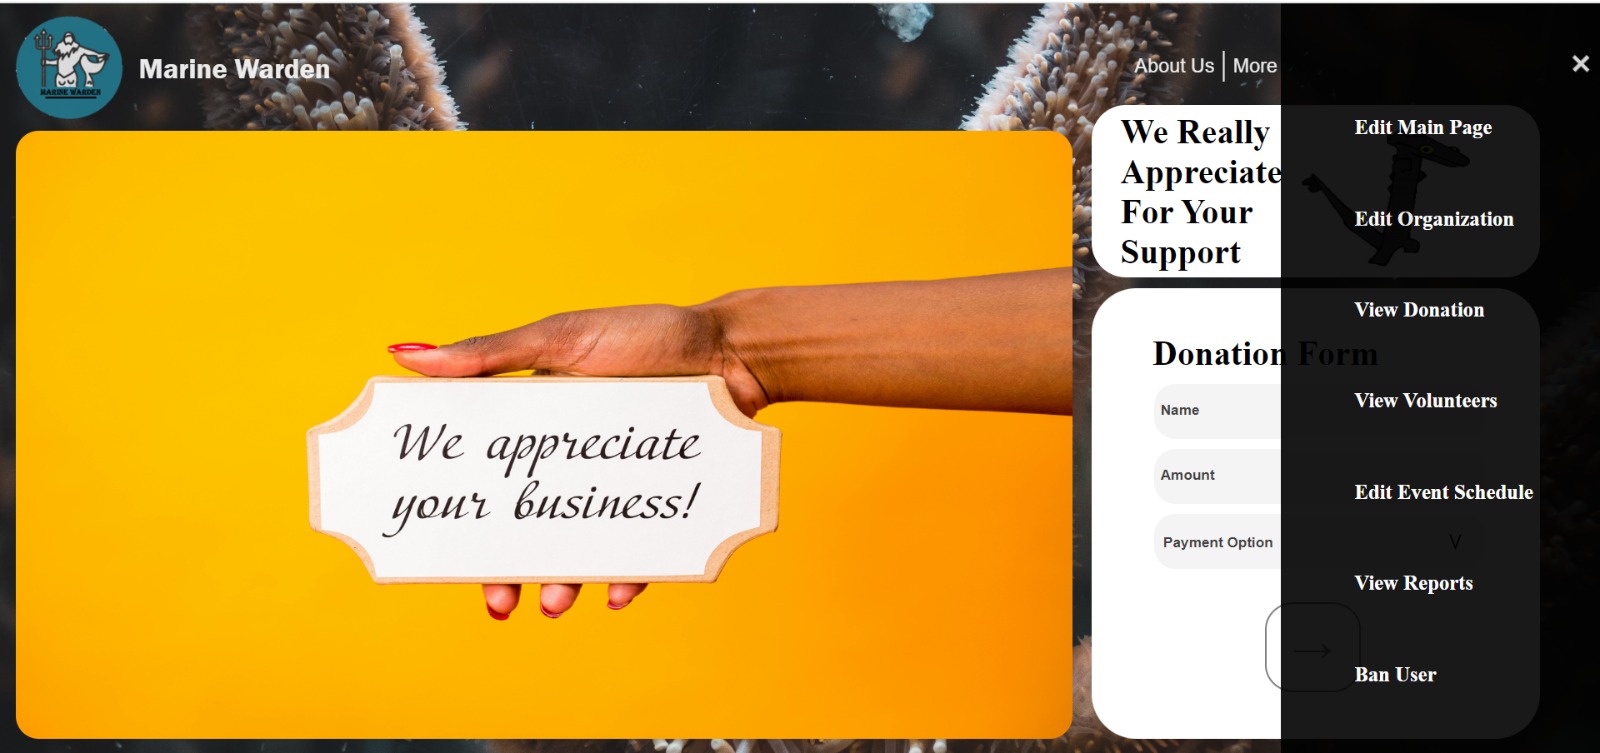 MARINE WARDEN
Marine Warden
About Us | More
×
We appreciate
your business!
We Really
Appreciate
For Your
Support
Donation Form
Name
Amount
Payment Option
V
→
Edit Main Page
Edit Organization
View Donation
View Volunteers
Edit Event Schedule
View Reports
Ban User